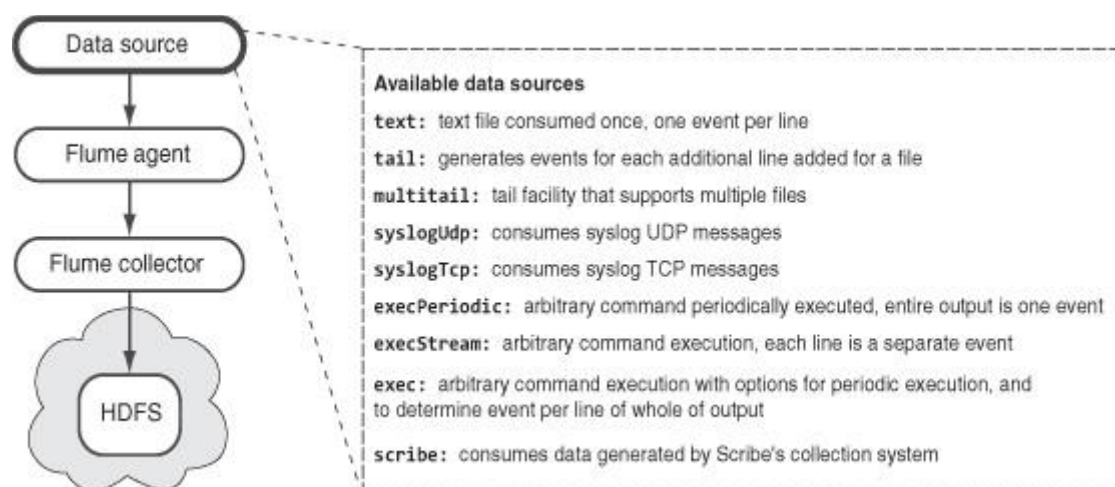 Data source
Flume agent
Flume collector
HDFS
Available data sources
text: text file consumed once, one event per line
tail: generates events for each additional line added for a file
multitail: tail facility that supports multiple files
syslogUdp: consumes syslog UDP messages
syslogTcp: consumes syslog TCP messages
execPeriodic: arbitrary command periodically executed, entire output is one event
execStream: arbitrary command execution, each line is a separate event
exec: arbitrary command execution with options for periodic execution, and
to determine event per line of whole of output
scribe: consumes data generated by Scribe's collection system